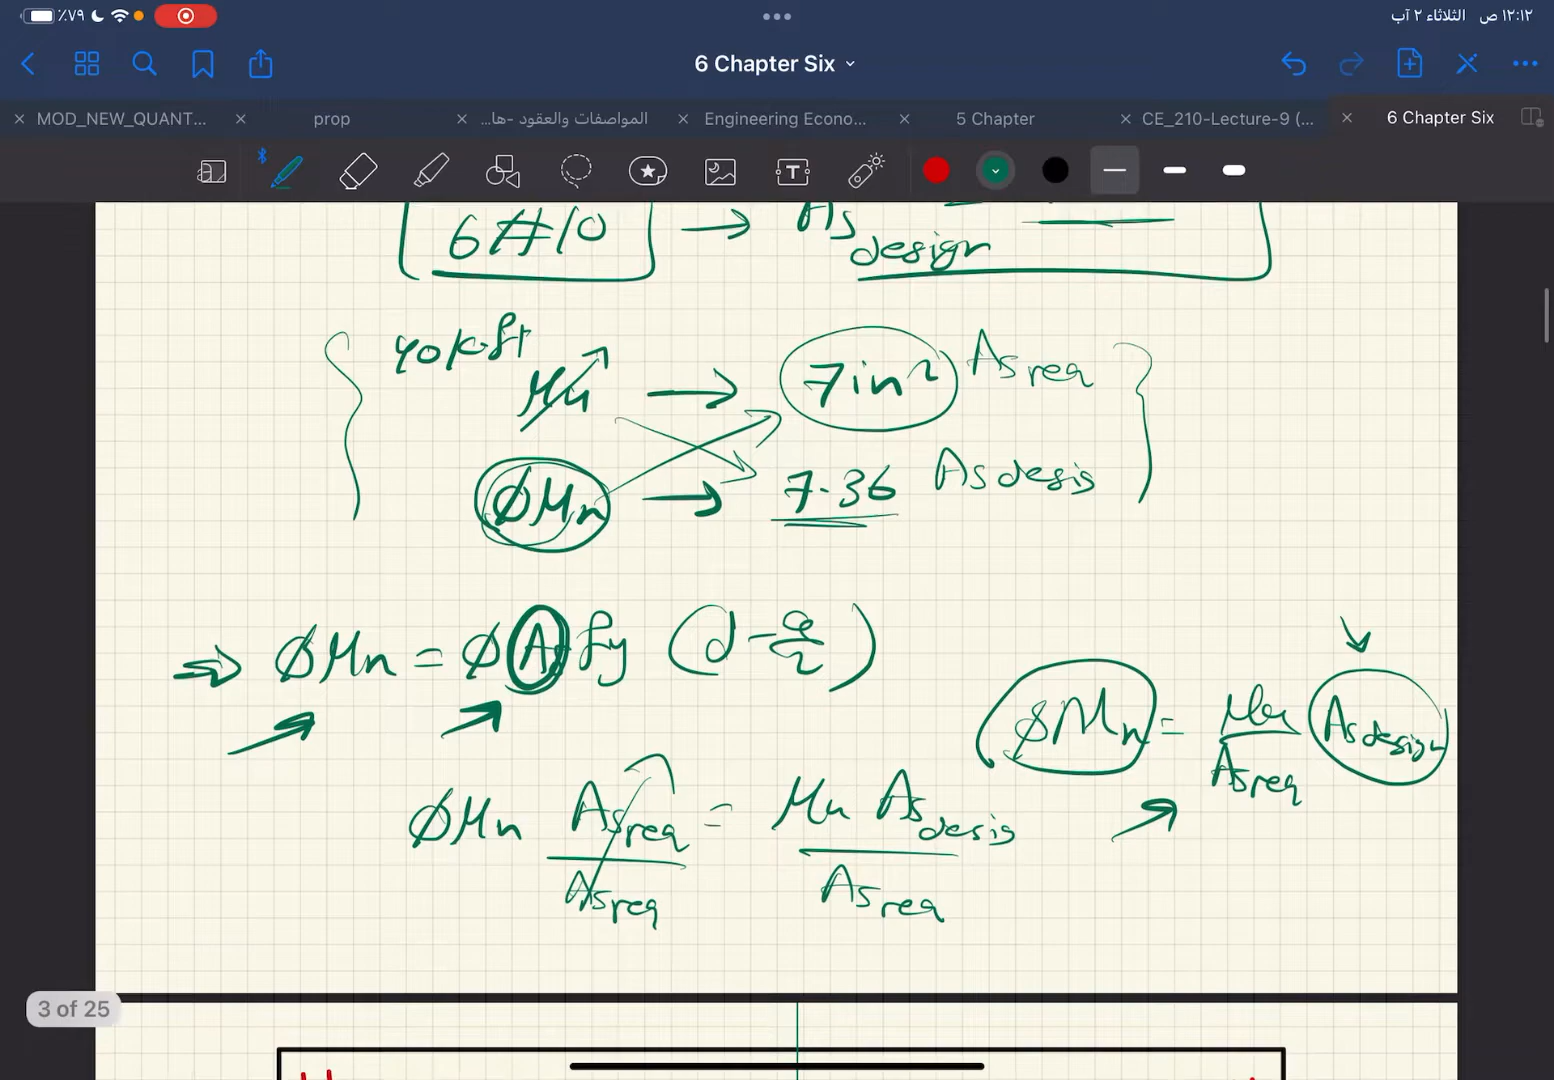 ٪٧٩
١٢:١٢ ص الثلاثاء ٢ آب
6 Chapter Six
MOD_NEW_QUANT...
prop
المواصفات والعقود -ها...
Engineering Econo...
5 Chapter
CE_210-Lecture-9 (...
6 Chapter Six
T
6#10 → As design
40 k.ft
Mu → 7in² As req
ϕMn → 7.36 As desig
⇒ ϕMn = ϕ As fy (d - a/2)
ϕMn = Mu/As req As design
ϕMn As req/As req = Mu As desig/As req
3 of 25